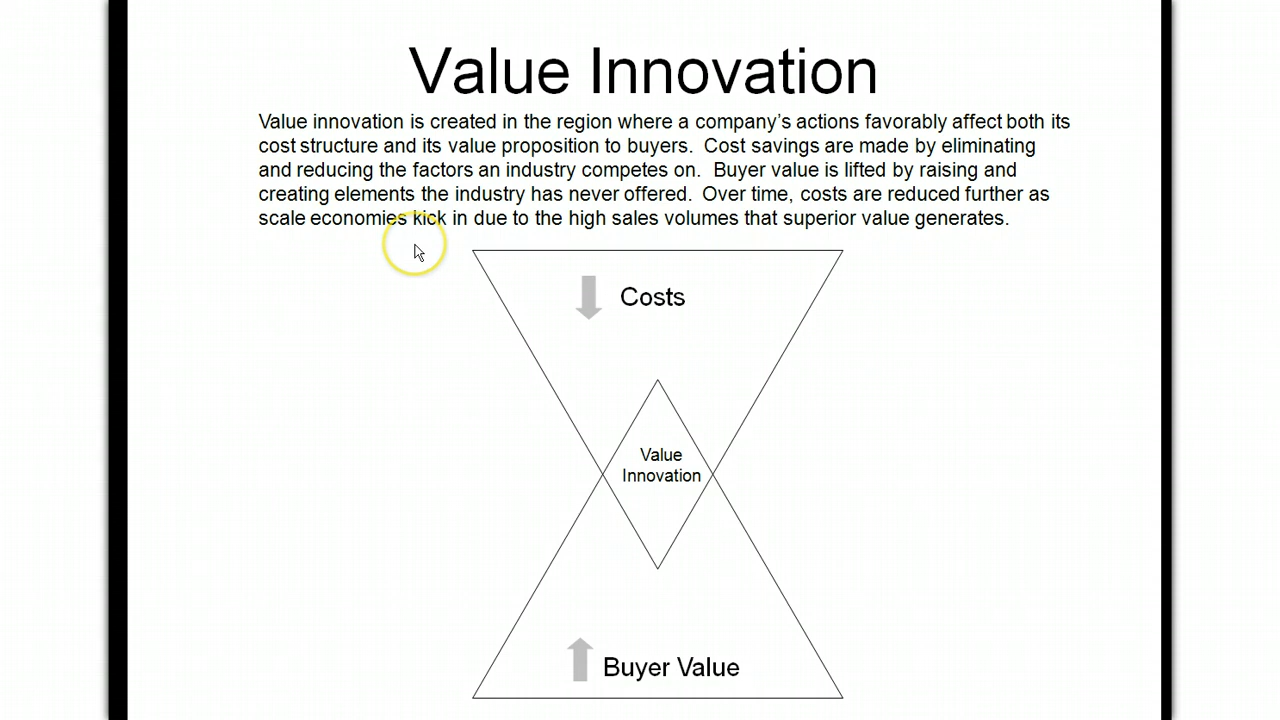 Value Innovation
Value innovation is created in the region where a company’s actions favorably affect both its
cost structure and its value proposition to buyers.  Cost savings are made by eliminating
and reducing the factors an industry competes on.  Buyer value is lifted by raising and
creating elements the industry has never offered.  Over time, costs are reduced further as
scale economies kick in due to the high sales volumes that superior value generates.
Costs
Value
Innovation
Buyer Value